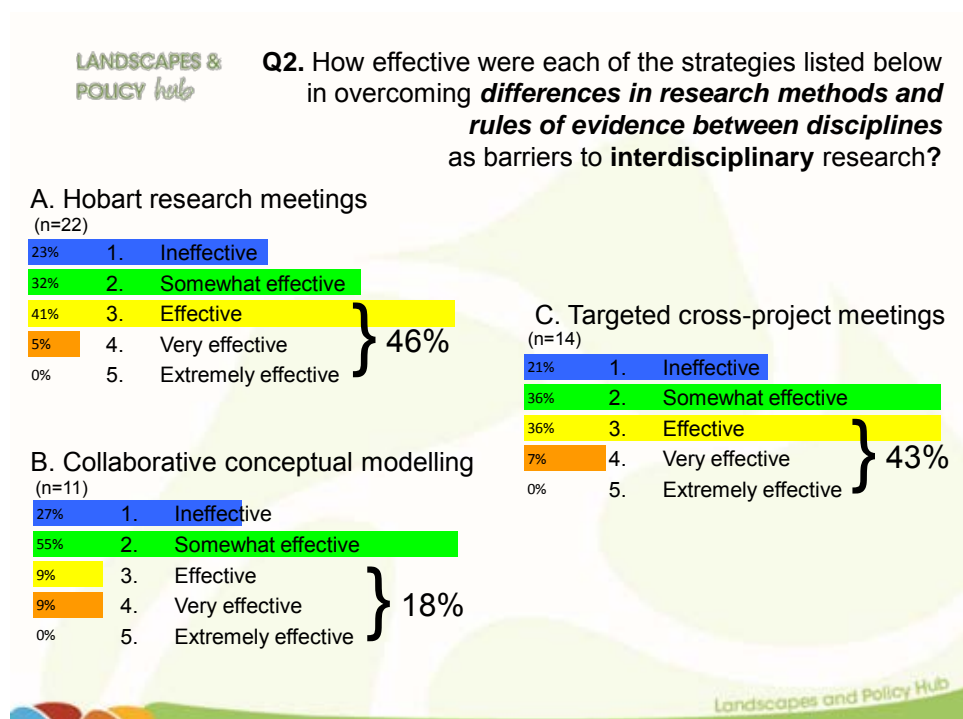 LANDSCAPES &
POLICY hub
Q2. How effective were each of the strategies listed below
in overcoming differences in research methods and
rules of evidence between disciplines
as barriers to interdisciplinary research?
A. Hobart research meetings
(n=22)
23% 1. Ineffective
32% 2. Somewhat effective
41% 3. Effective
5% 4. Very effective
0% 5. Extremely effective
} 46%
B. Collaborative conceptual modelling
(n=11)
27% 1. Ineffective
55% 2. Somewhat effective
9% 3. Effective
9% 4. Very effective
0% 5. Extremely effective
} 18%
C. Targeted cross-project meetings
(n=14)
21% 1. Ineffective
36% 2. Somewhat effective
36% 3. Effective
7% 4. Very effective
0% 5. Extremely effective
} 43%
Landscapes and Policy Hub